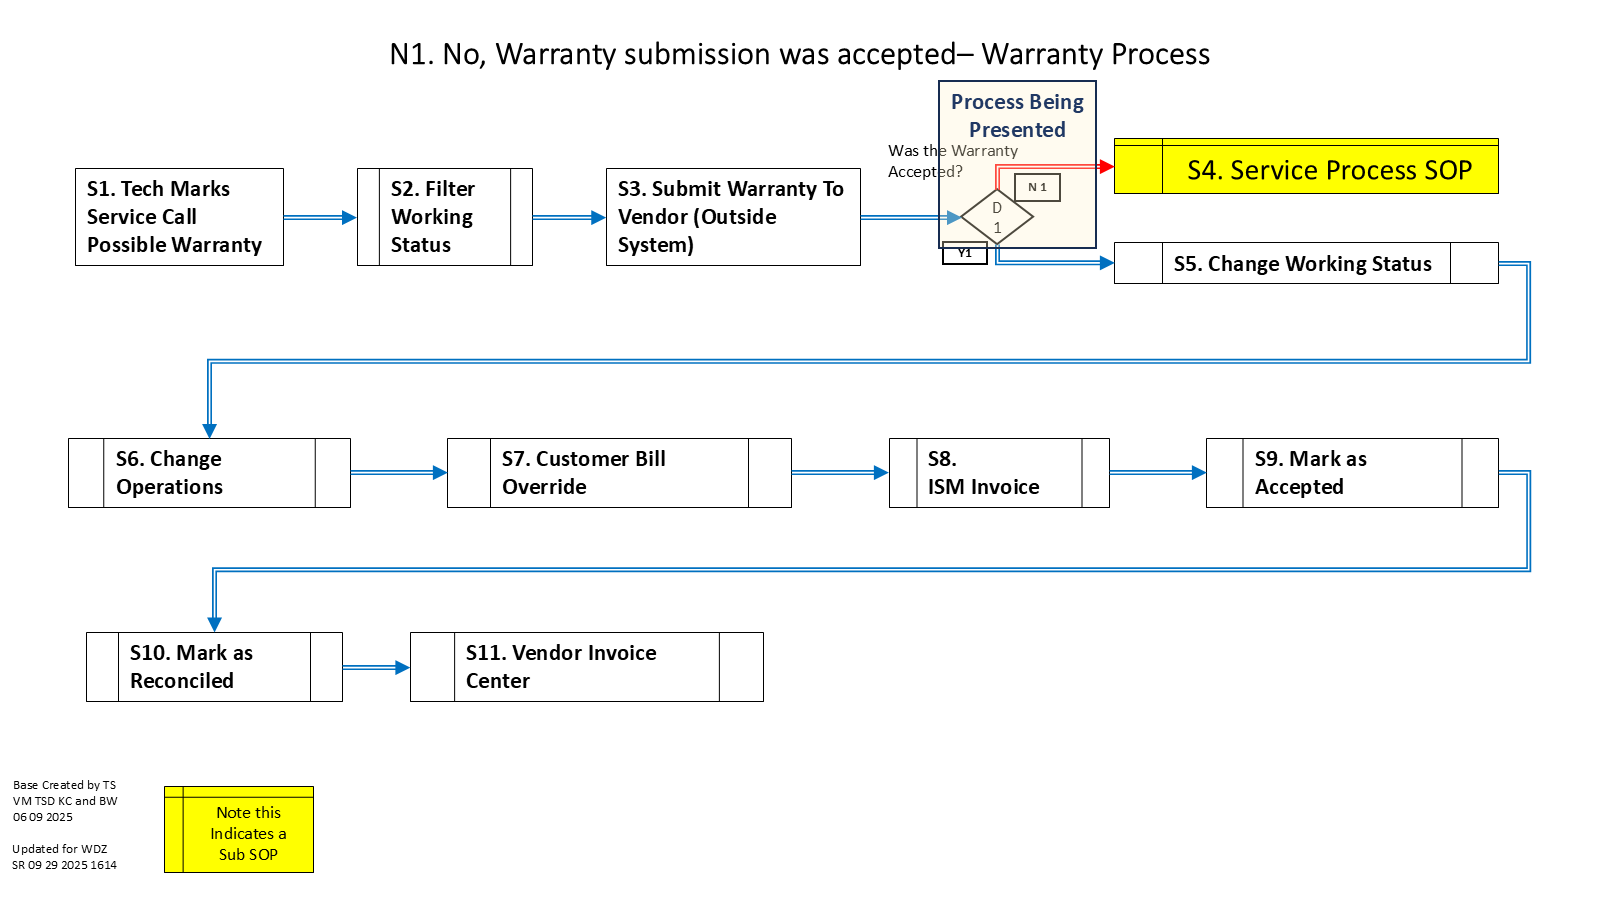 N1. No, Warranty submission was accepted– Warranty Process
Process Being
Presented
Was the Warranty
Accepted?
S1. Tech Marks
Service Call
Possible Warranty
S2. Filter
Working
Status
S3. Submit Warranty To
Vendor (Outside
System)
D
1
N 1
Y1
S4. Service Process SOP
S5. Change Working Status
S6. Change
Operations
S7. Customer Bill
Override
S8.
ISM Invoice
S9. Mark as
Accepted
S10. Mark as
Reconciled
S11. Vendor Invoice
Center
Base Created by TS
VM TSD KC and BW
06 09 2025
Updated for WDZ
SR 09 29 2025 1614
Note this
Indicates a
Sub SOP